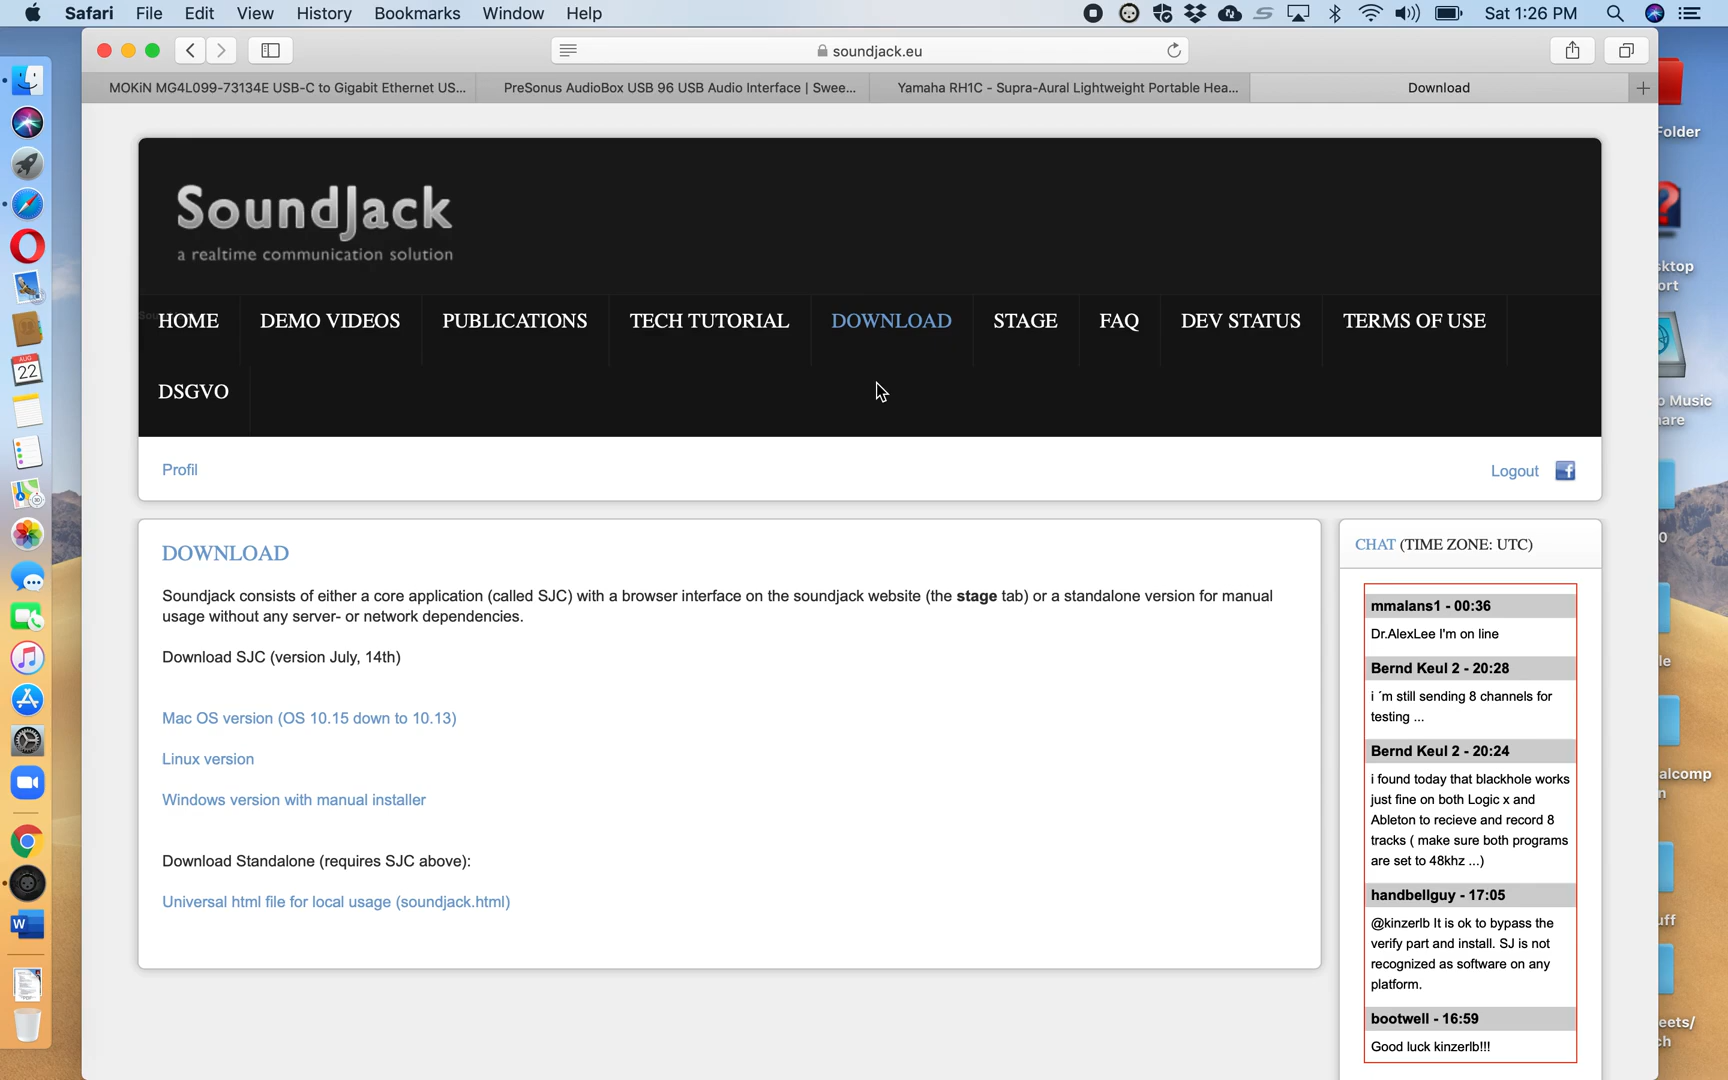 Safari File Edit View History Bookmarks Window Help Sat 1:26 PM
soundjack.eu
MOKiN MG4L099-73134E USB-C to Gigabit Ethernet US... PreSonus AudioBox USB 96 USB Audio Interface | Swee... Yamaha RH1C - Supra-Aural Lightweight Portable Hea... Download
SoundJack
a realtime communication solution
HOME DEMO VIDEOS PUBLICATIONS TECH TUTORIAL DOWNLOAD STAGE FAQ DEV STATUS TERMS OF USE
DSGVO
Profil Logout
DOWNLOAD
Soundjack consists of either a core application (called SJC) with a browser interface on the soundjack website (the stage tab) or a standalone version for manual
usage without any server- or network dependencies.
Download SJC (version July, 14th)
Mac OS version (OS 10.15 down to 10.13)
Linux version
Windows version with manual installer
Download Standalone (requires SJC above):
Universal html file for local usage (soundjack.html)
CHAT (TIME ZONE: UTC)
mmalans1 - 00:36
Dr.AlexLee I'm on line
Bernd Keul 2 - 20:28
i ´m still sending 8 channels for
testing ...
Bernd Keul 2 - 20:24
i found today that blackhole works
just fine on both Logic x and
Ableton to recieve and record 8
tracks ( make sure both programs
are set to 48khz ...)
handbellguy - 17:05
@kinzerlb It is ok to bypass the
verify part and install. SJ is not
recognized as software on any
platform.
bootwell - 16:59
Good luck kinzerlb!!!
AUG
22
Folder
sktop
ort
o Music
are
0
le
alcomp
n
uff
eets/
ch